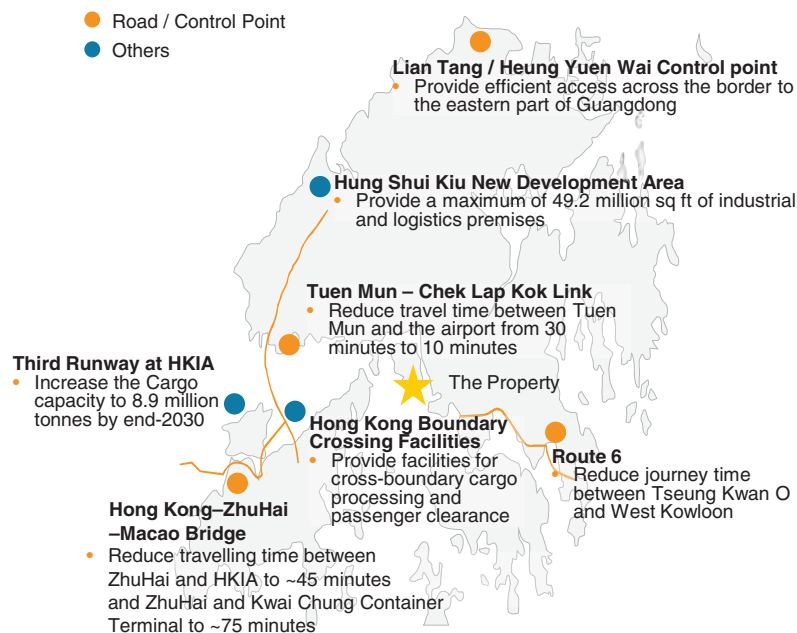 Road / Control Point
Others
Lian Tang / Heung Yuen Wai Control point
• Provide efficient access across the border to
the eastern part of Guangdong
Hung Shui Kiu New Development Area
• Provide a maximum of 49.2 million sq ft of industrial
and logistics premises
Tuen Mun – Chek Lap Kok Link
• Reduce travel time between Tuen
Mun and the airport from 30
minutes to 10 minutes
Third Runway at HKIA
• Increase the Cargo
capacity to 8.9 million
tonnes by end-2030
The Property
Hong Kong Boundary
Crossing Facilities
• Provide facilities for
cross-boundary cargo
processing and
passenger clearance
Route 6
• Reduce journey time
between Tseung Kwan O
and West Kowloon
Hong Kong–ZhuHai
–Macao Bridge
• Reduce travelling time between
ZhuHai and HKIA to ~45 minutes
and ZhuHai and Kwai Chung Container
Terminal to ~75 minutes